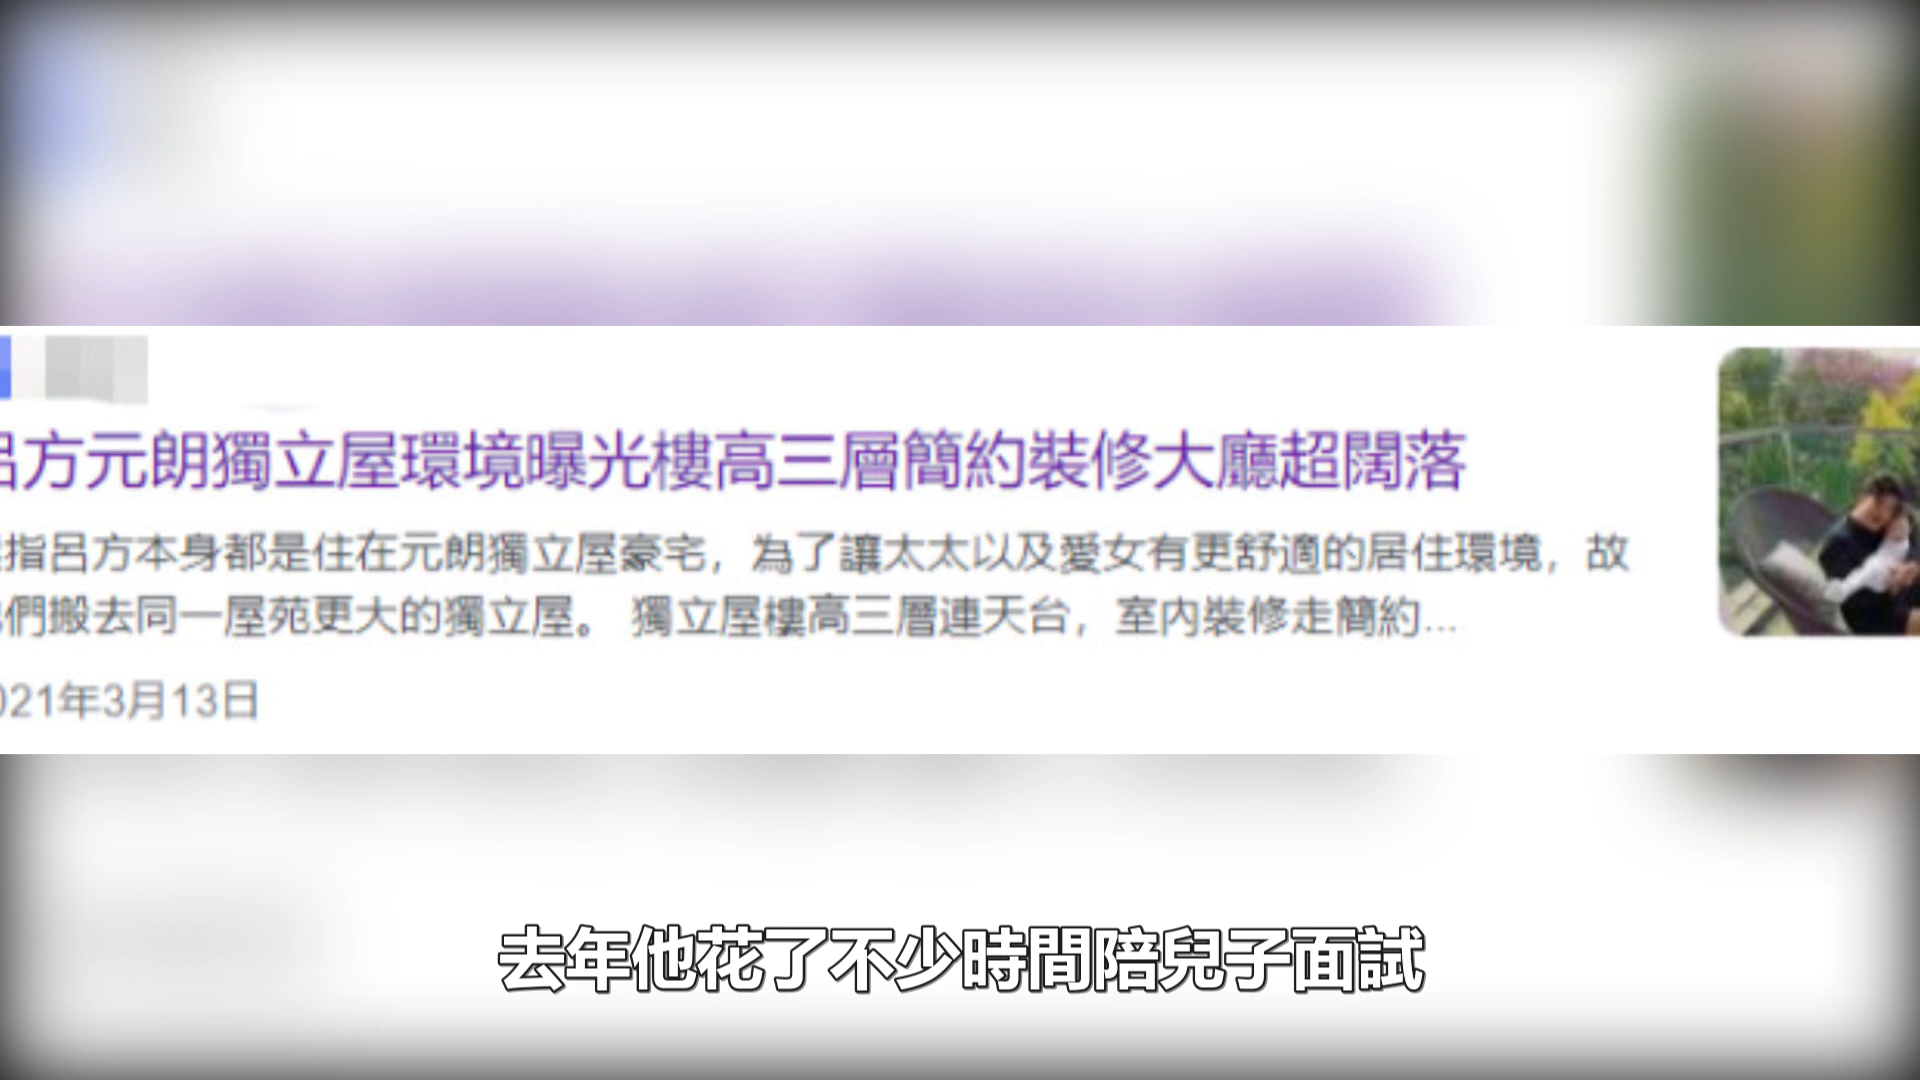 呂方元朗獨立屋環境曝光樓高三層簡約裝修大廳超闊落
指呂方本身都是住在元朗獨立屋豪宅，為了讓太太以及愛女有更舒適的居住環境，故
們搬去同一屋苑更大的獨立屋。 獨立屋樓高三層連天台，室內裝修走簡約...
021年3月13日
去年他花了不少時間陪兒子面試